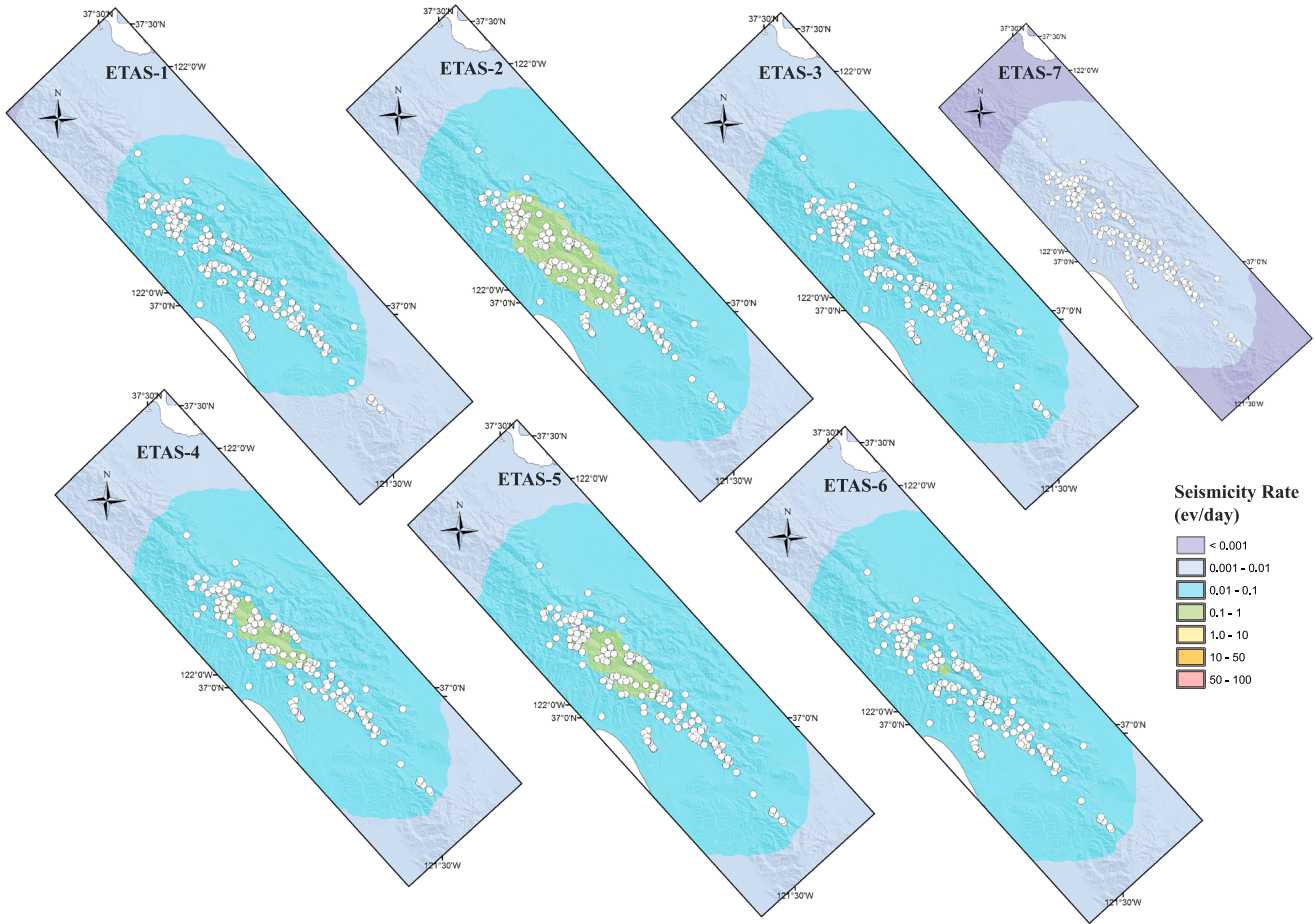 37°30'N
37°30'N
ETAS-1
122°0'W
N
122°0'W
37°0'N
37°0'N
121°30'W
37°30'N
37°30'N
ETAS-2
122°0'W
N
122°0'W
37°0'N
37°0'N
121°30'W
37°30'N
37°30'N
ETAS-3
122°0'W
N
122°0'W
37°0'N
37°0'N
121°30'W
37°30'N
37°30'N
ETAS-7
122°0'W
N
122°0'W
37°0'N
37°0'N
121°30'W
37°30'N
37°30'N
ETAS-4
122°0'W
N
122°0'W
37°0'N
37°0'N
121°30'W
37°30'N
37°30'N
ETAS-5
122°0'W
N
122°0'W
37°0'N
37°0'N
121°30'W
37°30'N
37°30'N
ETAS-6
122°0'W
N
122°0'W
37°0'N
37°0'N
121°30'W
Seismicity Rate
(ev/day)
< 0.001
0.001 - 0.01
0.01 - 0.1
0.1 - 1
1.0 - 10
10 - 50
50 - 100